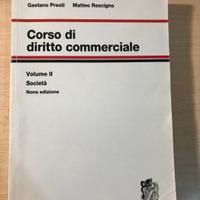 Gaetano Presti   Matteo Rescigno
Corso di
diritto commerciale
Volume II
Società
Nona edizione